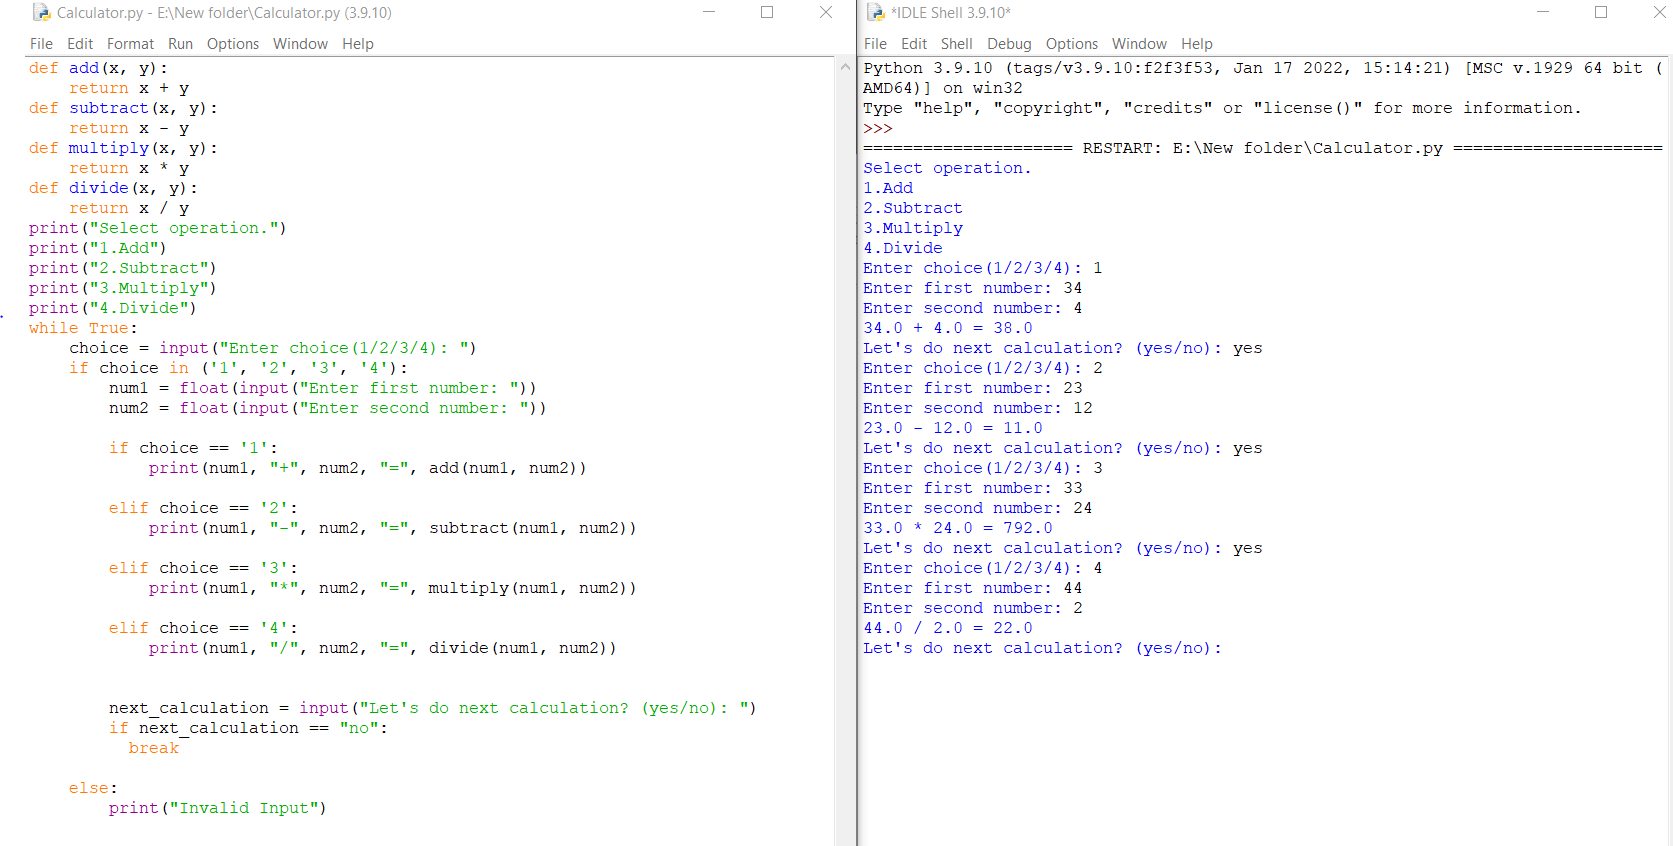 Calculator.py - E:\New folder\Calculator.py (3.9.10)
File Edit Format Run Options Window Help
def add(x, y):
    return x + y
def subtract(x, y):
    return x - y
def multiply(x, y):
    return x * y
def divide(x, y):
    return x / y
print("Select operation.")
print("1.Add")
print("2.Subtract")
print("3.Multiply")
print("4.Divide")
while True:
    choice = input("Enter choice(1/2/3/4): ")
    if choice in ('1', '2', '3', '4'):
        num1 = float(input("Enter first number: "))
        num2 = float(input("Enter second number: "))
        if choice == '1':
            print(num1, "+", num2, "=", add(num1, num2))
        elif choice == '2':
            print(num1, "-", num2, "=", subtract(num1, num2))
        elif choice == '3':
            print(num1, "*", num2, "=", multiply(num1, num2))
        elif choice == '4':
            print(num1, "/", num2, "=", divide(num1, num2))
        next_calculation = input("Let's do next calculation? (yes/no): ")
        if next_calculation == "no":
          break
    else:
        print("Invalid Input")
*IDLE Shell 3.9.10*
File Edit Shell Debug Options Window Help
Python 3.9.10 (tags/v3.9.10:f2f3f53, Jan 17 2022, 15:14:21) [MSC v.1929 64 bit (
AMD64)] on win32
Type "help", "copyright", "credits" or "license()" for more information.
>>>
===================== RESTART: E:\New folder\Calculator.py =====================
Select operation.
1.Add
2.Subtract
3.Multiply
4.Divide
Enter choice(1/2/3/4): 1
Enter first number: 34
Enter second number: 4
34.0 + 4.0 = 38.0
Let's do next calculation? (yes/no): yes
Enter choice(1/2/3/4): 2
Enter first number: 23
Enter second number: 12
23.0 - 12.0 = 11.0
Let's do next calculation? (yes/no): yes
Enter choice(1/2/3/4): 3
Enter first number: 33
Enter second number: 24
33.0 * 24.0 = 792.0
Let's do next calculation? (yes/no): yes
Enter choice(1/2/3/4): 4
Enter first number: 44
Enter second number: 2
44.0 / 2.0 = 22.0
Let's do next calculation? (yes/no):